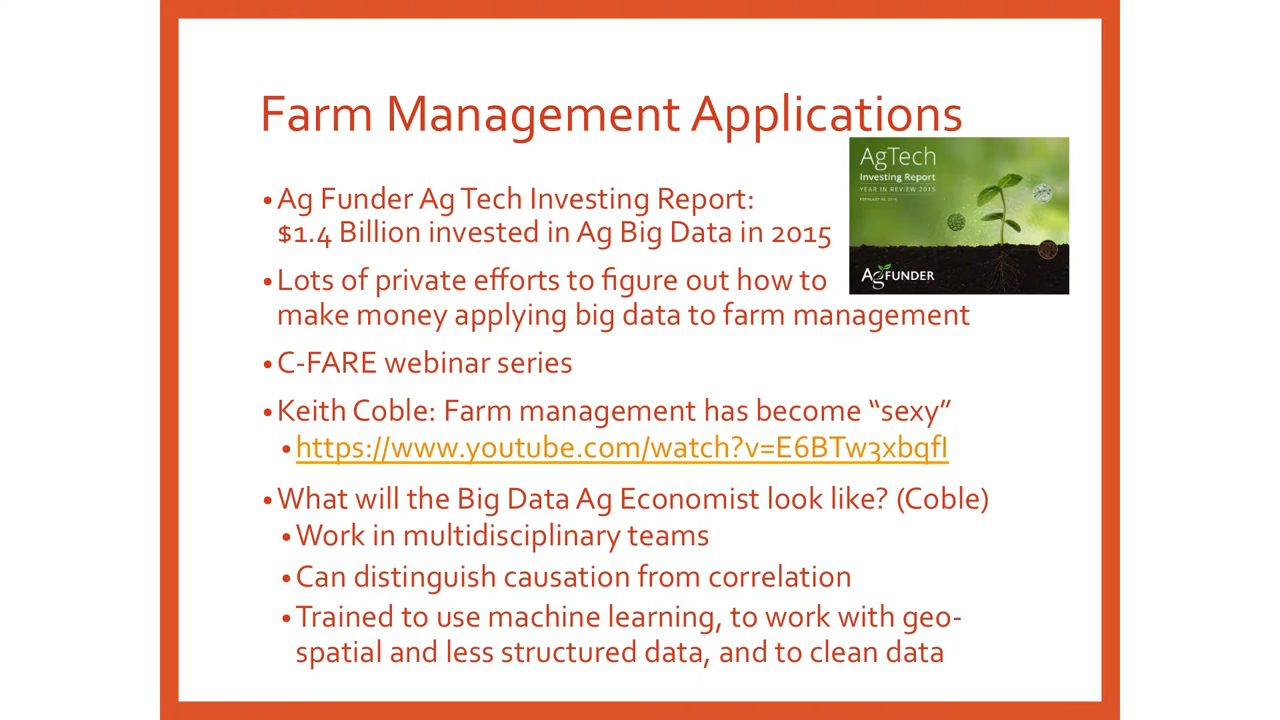 Farm Management Applications
AgTech
Investing Report
YEAR IN REVIEW 2015
AgFUNDER
• Ag Funder Ag Tech Investing Report:
$1.4 Billion invested in Ag Big Data in 2015
• Lots of private efforts to figure out how to
make money applying big data to farm management
• C-FARE webinar series
• Keith Coble: Farm management has become “sexy”
• https://www.youtube.com/watch?v=E6BTw3xbqfI
• What will the Big Data Ag Economist look like? (Coble)
• Work in multidisciplinary teams
• Can distinguish causation from correlation
• Trained to use machine learning, to work with geo-
spatial and less structured data, and to clean data